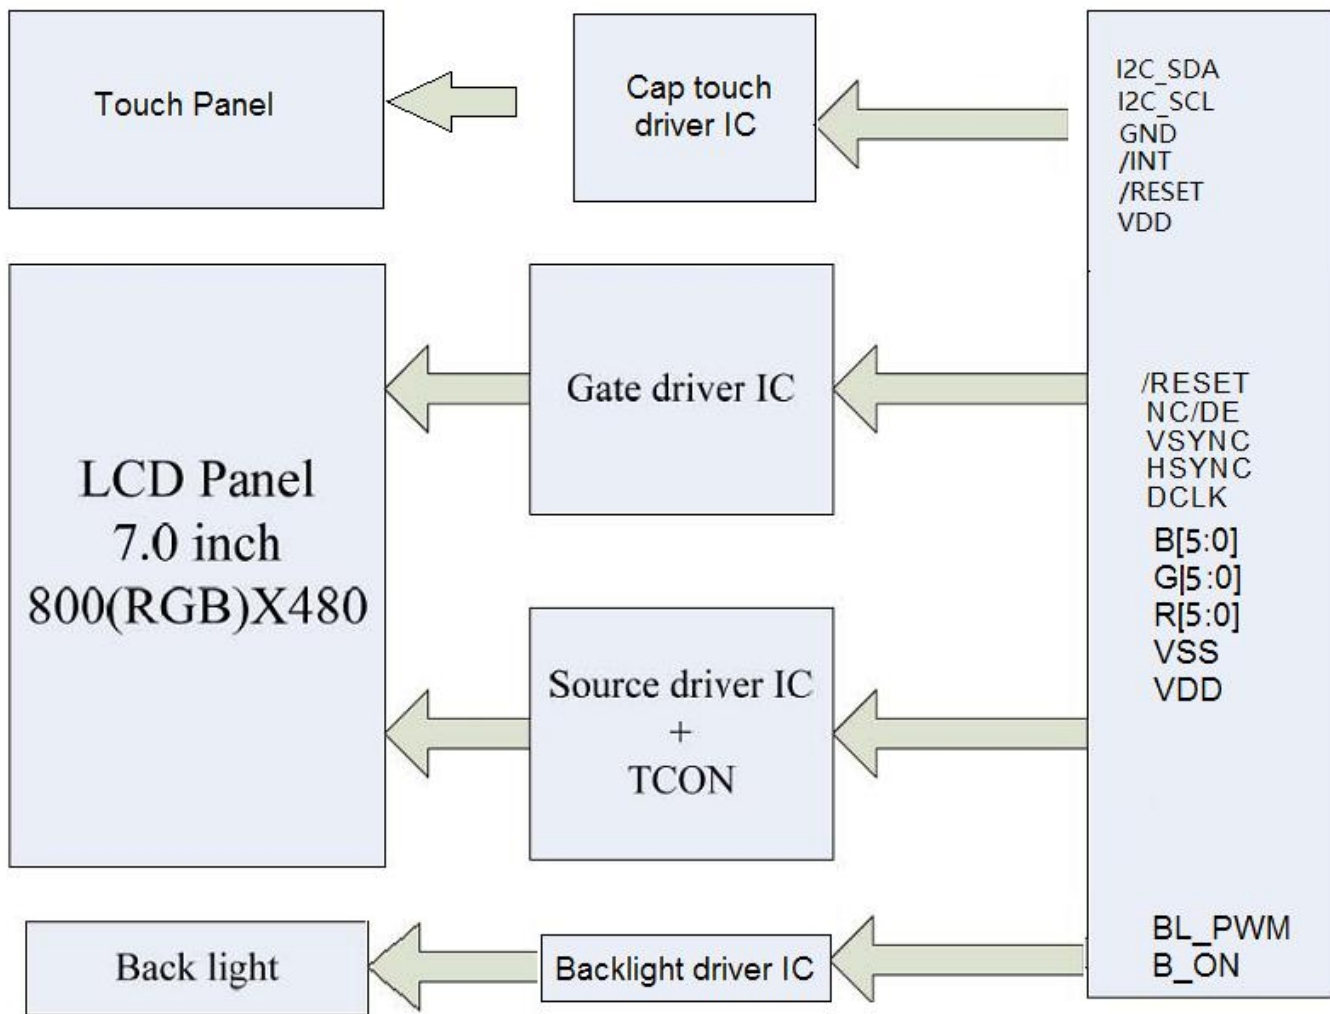 Touch Panel
Cap touch
driver IC
I2C_SDA
I2C_SCL
GND
/INT
/RESET
VDD
LCD Panel
7.0 inch
800(RGB)X480
Gate driver IC
Source driver IC
+
TCON
/RESET
NC/DE
VSYNC
HSYNC
DCLK
B[5:0]
G[5:0]
R[5:0]
VSS
VDD
Back light
Backlight driver IC
BL_PWM
B_ON